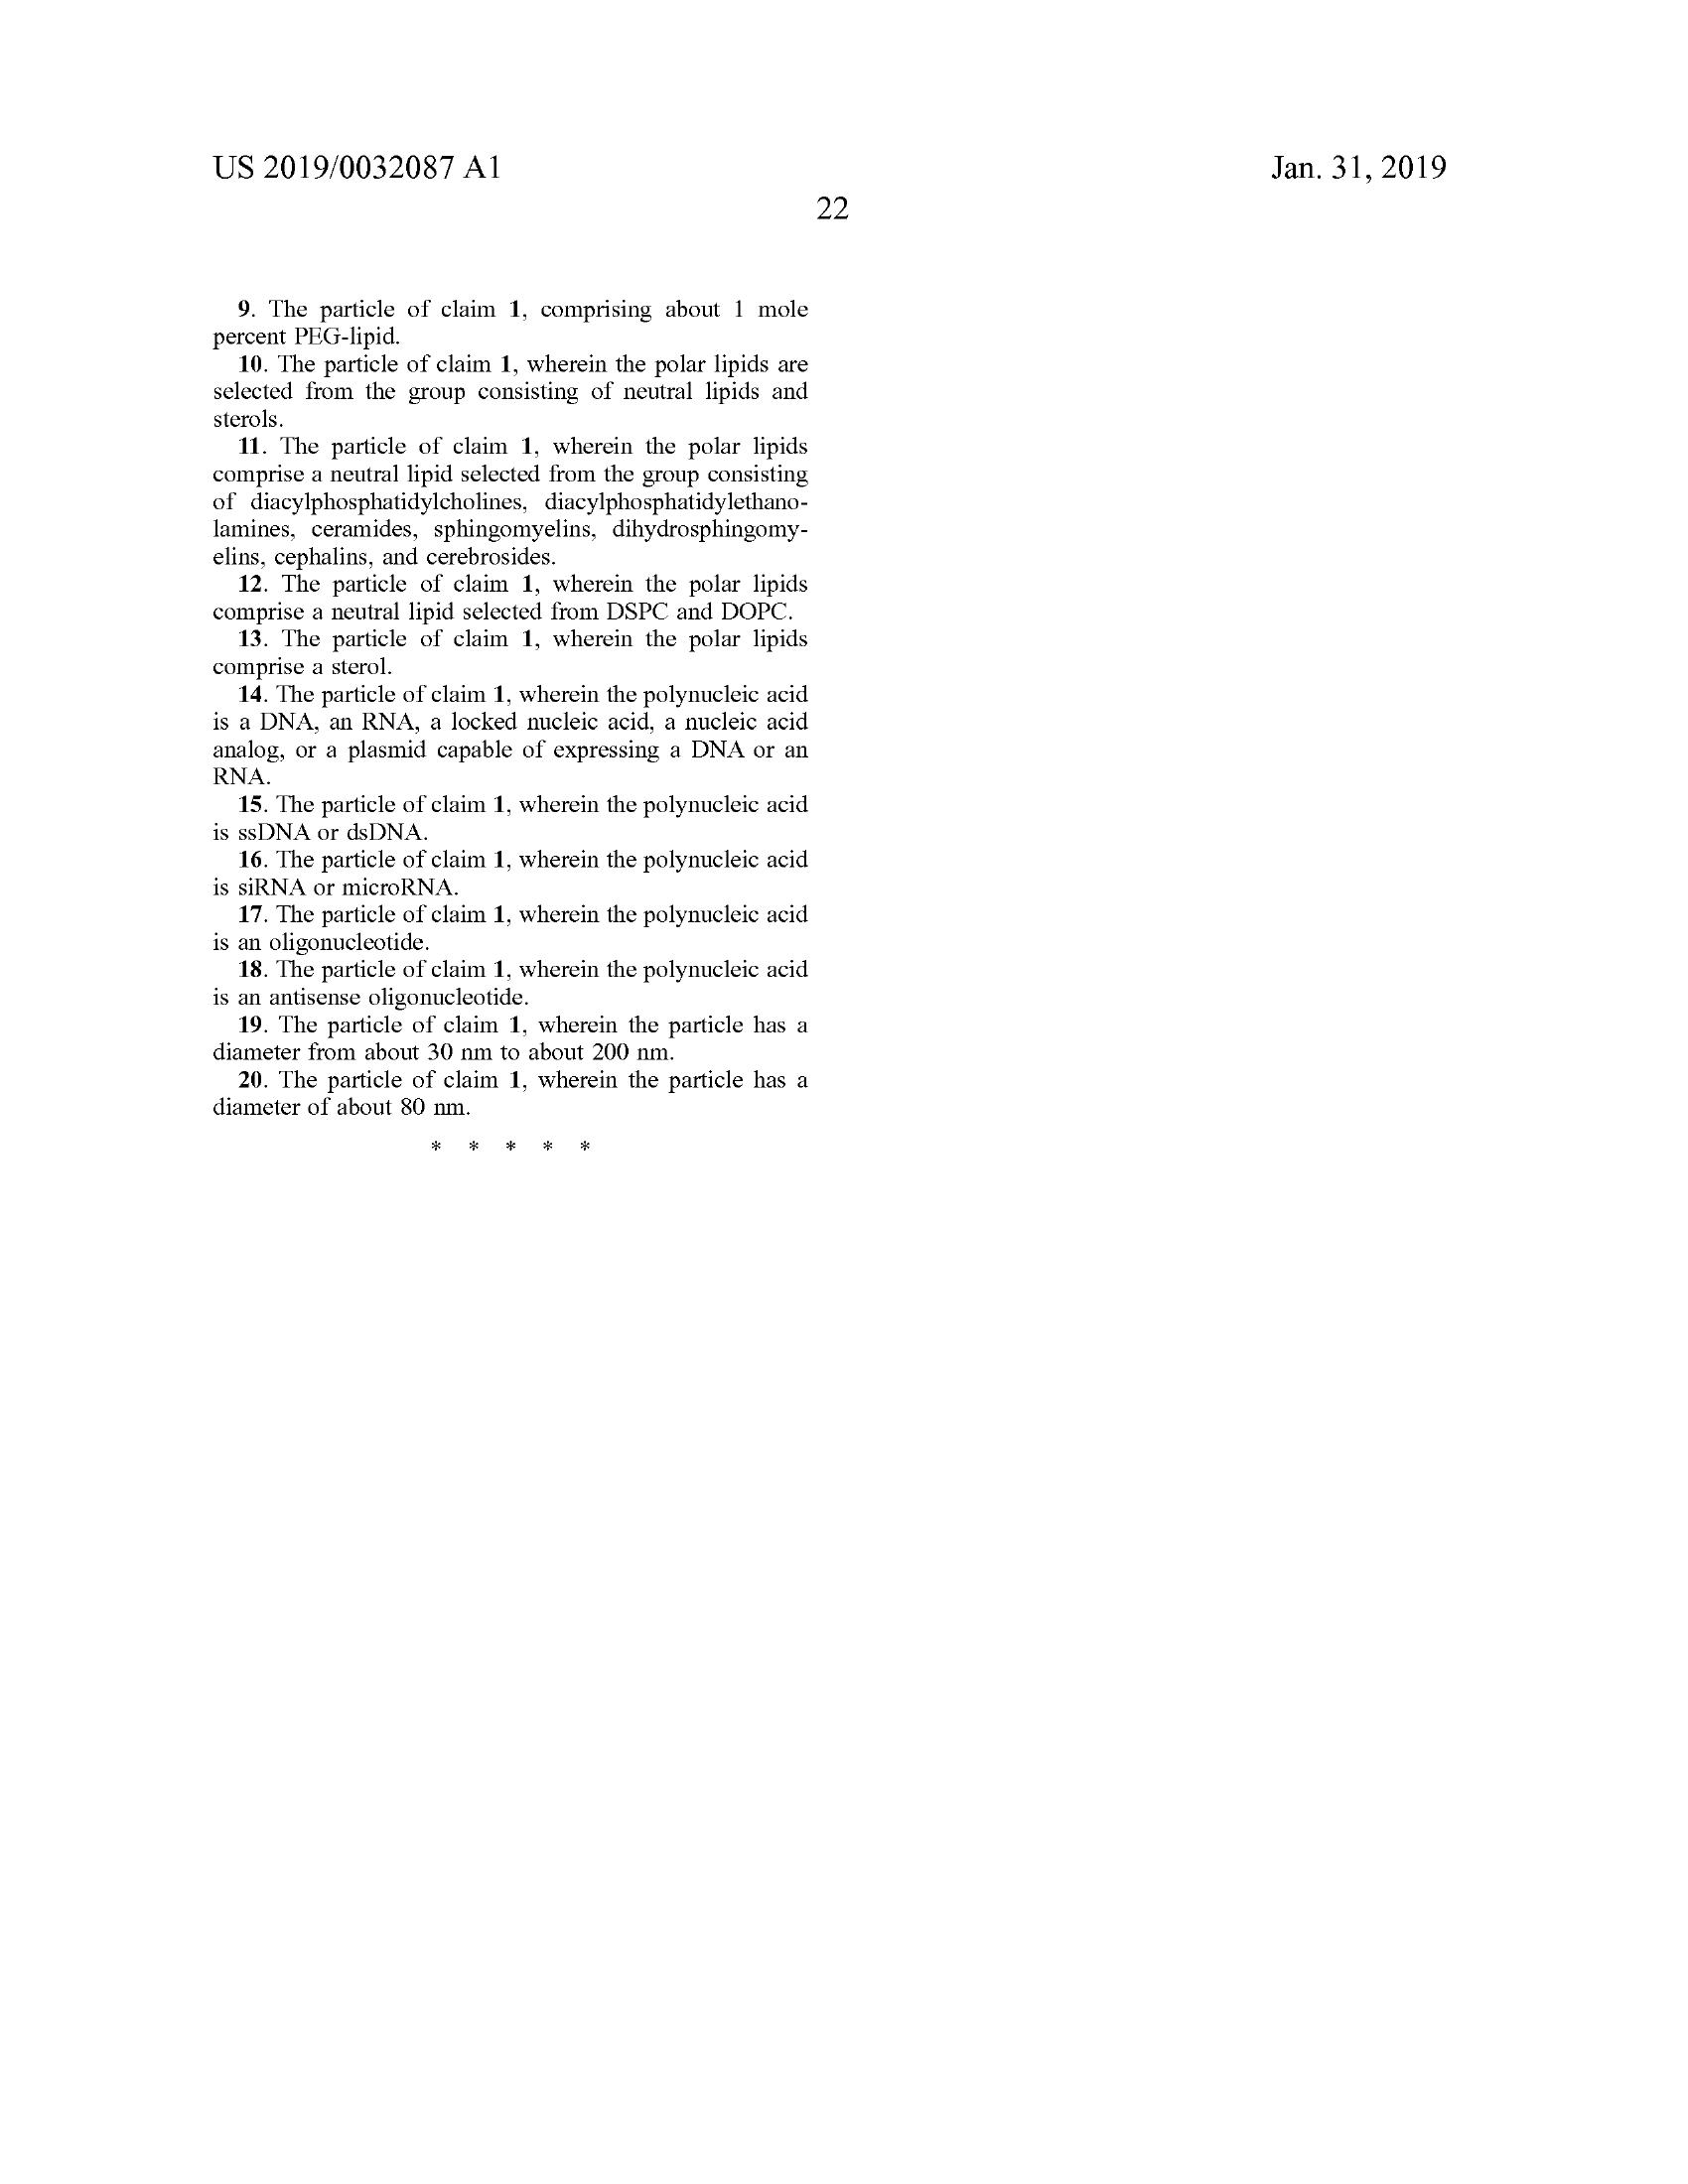 US 2019/0032087 A1
Jan. 31, 2019
22
9. The particle of claim 1, comprising about 1 mole
percent PEG-lipid.
10. The particle of claim 1, wherein the polar lipids are
selected from the group consisting of neutral lipids and
sterols.
11. The particle of claim 1, wherein the polar lipids
comprise a neutral lipid selected from the group consisting
of diacylphosphatidylcholines, diacylphosphatidylethano-
lamines, ceramides, sphingomyelins, dihydrosphingomy-
elins, cephalins, and cerebrosides.
12. The particle of claim 1, wherein the polar lipids
comprise a neutral lipid selected from DSPC and DOPC.
13. The particle of claim 1, wherein the polar lipids
comprise a sterol.
14. The particle of claim 1, wherein the polynucleic acid
is a DNA, an RNA, a locked nucleic acid, a nucleic acid
analog, or a plasmid capable of expressing a DNA or an
RNA.
15. The particle of claim 1, wherein the polynucleic acid
is ssDNA or dsDNA.
16. The particle of claim 1, wherein the polynucleic acid
is siRNA or microRNA.
17. The particle of claim 1, wherein the polynucleic acid
is an oligonucleotide.
18. The particle of claim 1, wherein the polynucleic acid
is an antisense oligonucleotide.
19. The particle of claim 1, wherein the particle has a
diameter from about 30 nm to about 200 nm.
20. The particle of claim 1, wherein the particle has a
diameter of about 80 nm.
* * * * *